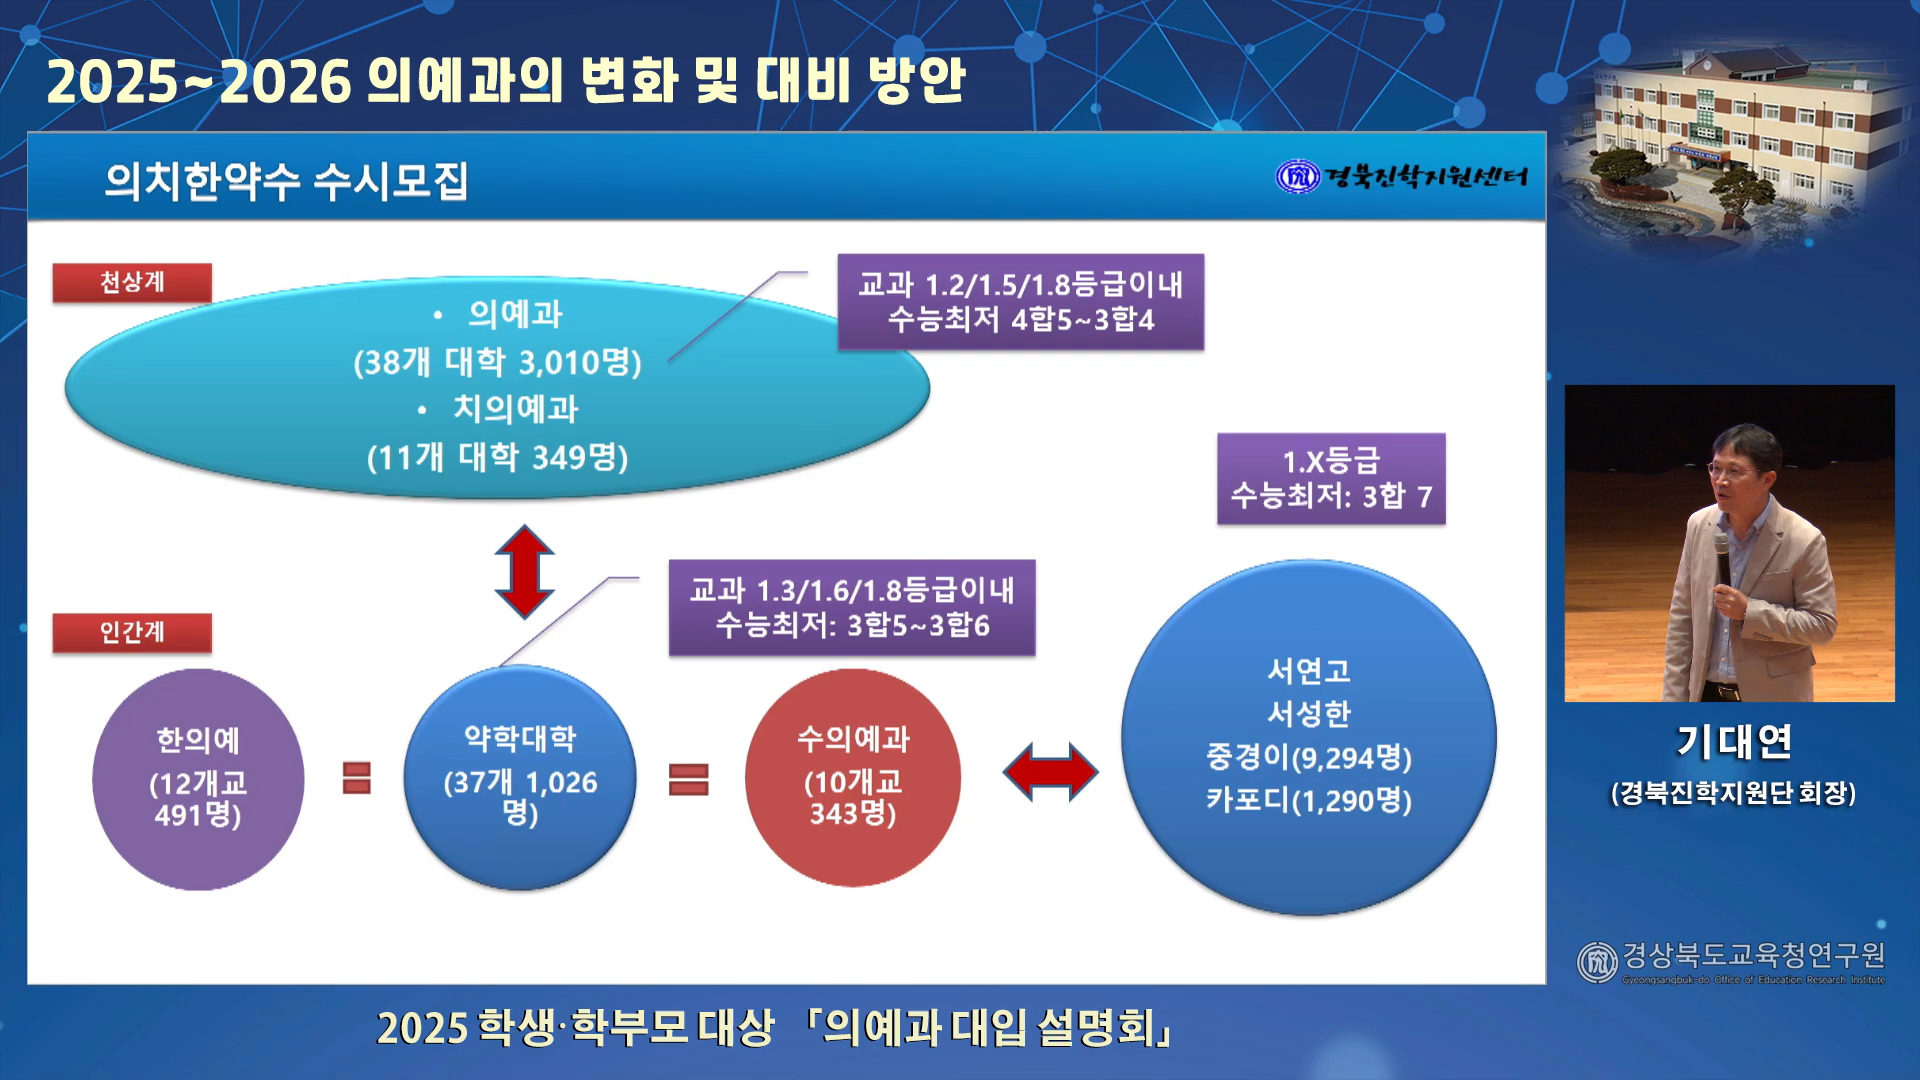 2025~2026 의예과의 변화 및 대비 방안
의치한약수 수시모집
경북진학지원센터
천상계
• 의예과
(38개 대학 3,010명)
• 치의예과
(11개 대학 349명)
교과 1.2/1.5/1.8등급이내
수능최저 4합5~3합4
1.X등급
수능최저: 3합 7
인간계
교과 1.3/1.6/1.8등급이내
수능최저: 3합5~3합6
한의예
(12개교
491명)
=
약학대학
(37개 1,026
명)
=
수의예과
(10개교
343명)
서연고
서성한
중경이(9,294명)
카포디(1,290명)
기대연
(경북진학지원단 회장)
경상북도교육청연구원
Gyeongsangbuk-do Office of Education Research Institute
2025 학생·학부모 대상 「의예과 대입 설명회」